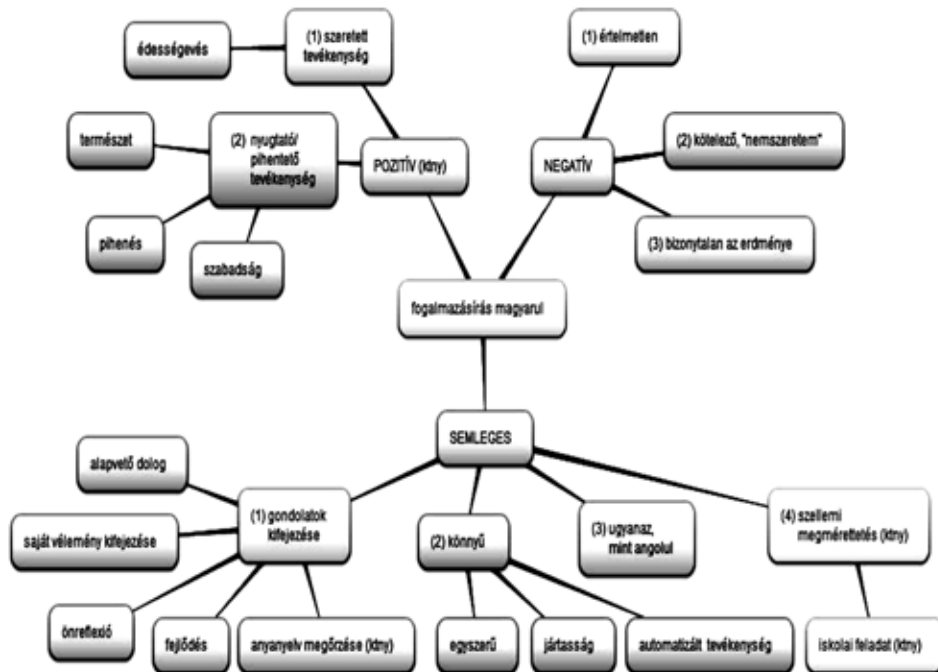 édességevés
(1) szeretett
tevékenység
(1) értelmetlen
természet
(2) nyugtató/
pihentető
tevékenység
POZITÍV (ktny)
NEGATÍV
(2) kötelező, "nemszeretem"
pihenés
szabadság
(3) bizonytalan az erdménye
fogalmazásírás magyarul
SEMLEGES
alapvető dolog
saját vélemény kifejezése
(1) gondolatok
kifejezése
(2) könnyű
(3) ugyanaz,
mint angolul
(4) szellemi
megmérettetés (ktny)
önreflexió
fejlődés
anyanyelv megőrzése (ktny)
egyszerű
jártasság
automatizált tevékenység
iskolai feladat (ktny)